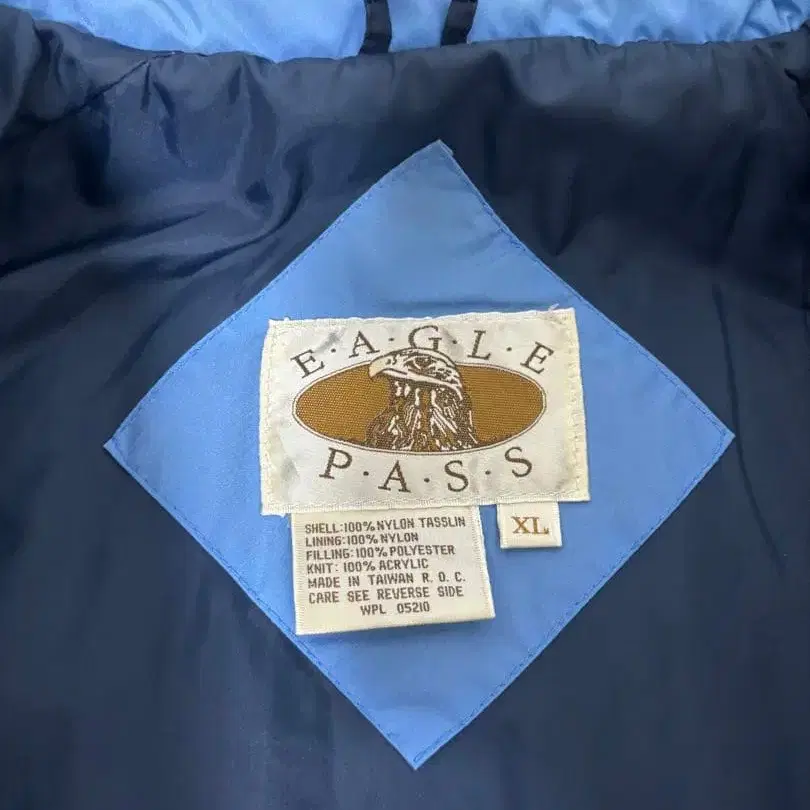 E·A·G·L·E
P·A·S·S
SHELL:100% NYLON TASSLIN
LINING:100% NYLON
FILLING:100% POLYESTER
KNIT: 100% ACRYLIC
MADE IN TAIWAN R. O. C.
CARE SEE REVERSE SIDE
WPL 05210
XL